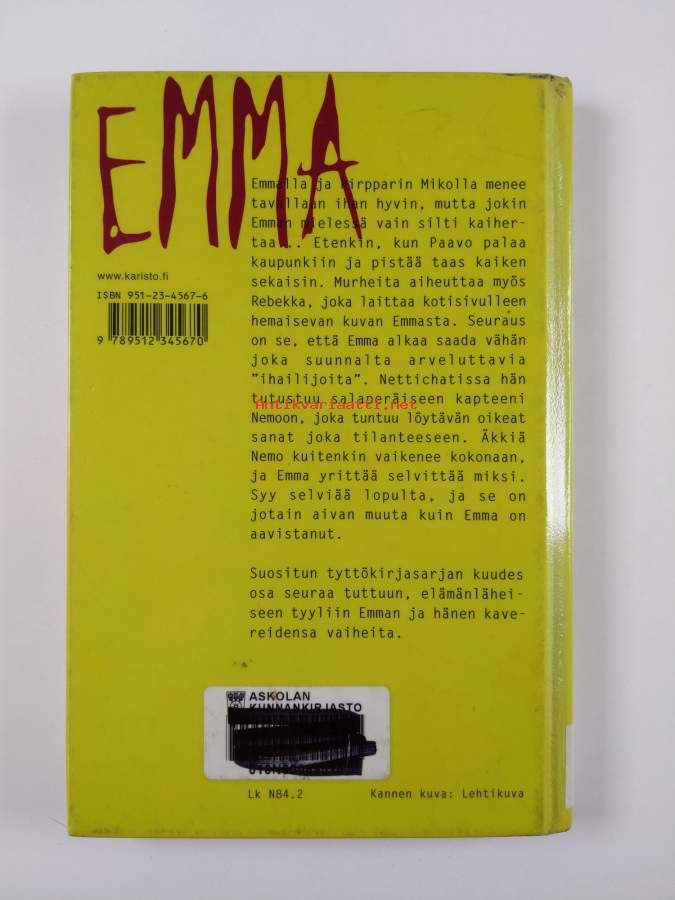 EMMA
Emmalla ja kirpparin Mikolla menee
tavallaan ihan hyvin, mutta jokin
Emman mielessä vain silti kaiher-
taa... Etenkin, kun Paavo palaa
kaupunkiin ja pistää taas kaiken
sekaisin. Murheita aiheuttaa myös
Rebekka, joka laittaa kotisivulleen
hemaisevan kuvan Emmasta. Seuraus
on se, että Emma alkaa saada vähän
joka suunnalta arveluttavia
"ihailijoita". Nettichatissa hän
tutustuu salaperäiseen kapteeni
Nemoon, joka tuntuu löytävän oikeat
sanat joka tilanteeseen. Äkkiä
Nemo kuitenkin vaikenee kokonaan,
ja Emma yrittää selvittää miksi.
Syy selviää lopulta, ja se on
jotain aivan muuta kuin Emma on
aavistanut.
Suositun tyttökirjasarjan kuudes
osa seuraa tuttuun, elämänlähei-
seen tyyliin Emman ja hänen kave-
reidensa vaiheita.
www.karisto.fi
ISBN 951-23-4567-6
9 789512 345670
Antikvariaatti.net
ASKOLAN
KUNNANKIRJASTO
Lk N84.2
Kannen kuva: Lehtikuva